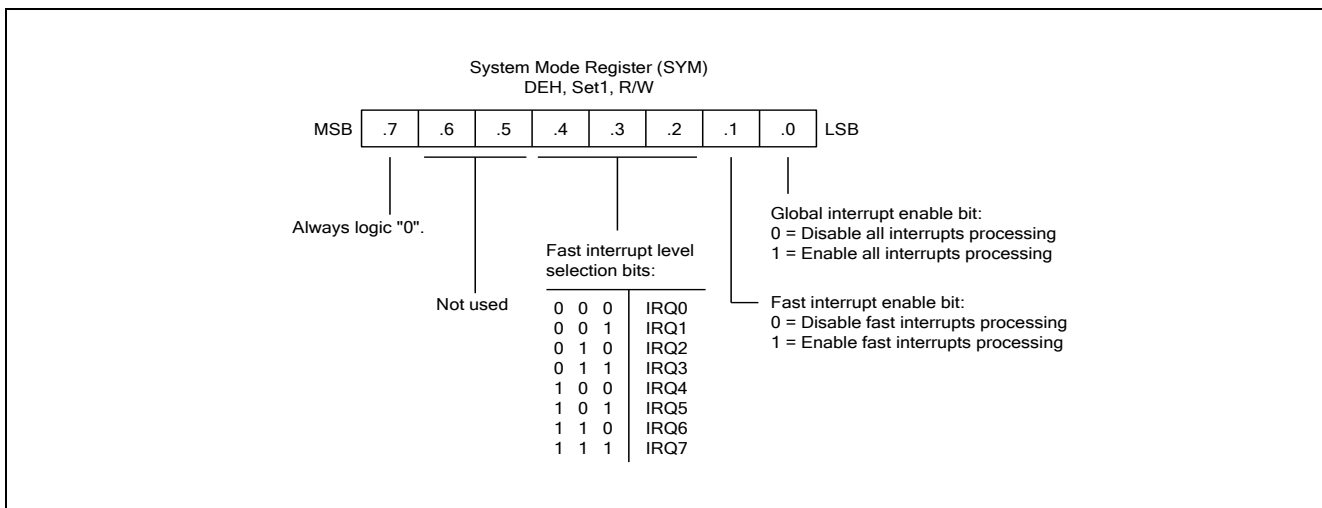 System Mode Register (SYM)
DEH, Set1, R/W
MSB .7 .6 .5 .4 .3 .2 .1 .0 LSB
Always logic "0".
Not used
Fast interrupt level
selection bits:
0 0 0 IRQ0
0 0 1 IRQ1
0 1 0 IRQ2
0 1 1 IRQ3
1 0 0 IRQ4
1 0 1 IRQ5
1 1 0 IRQ6
1 1 1 IRQ7
Global interrupt enable bit:
0 = Disable all interrupts processing
1 = Enable all interrupts processing
Fast interrupt enable bit:
0 = Disable fast interrupts processing
1 = Enable fast interrupts processing